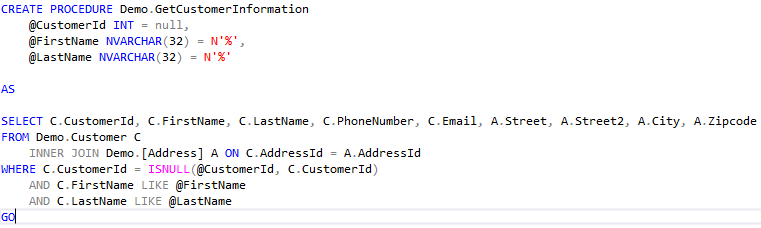 CREATE PROCEDURE Demo.GetCustomerInformation
    @CustomerId INT = null,
    @FirstName NVARCHAR(32) = N'%',
    @LastName NVARCHAR(32) = N'%'
AS
SELECT C.CustomerId, C.FirstName, C.LastName, C.PhoneNumber, C.Email, A.Street, A.Street2, A.City, A.Zipcode
FROM Demo.Customer C
    INNER JOIN Demo.[Address] A ON C.AddressId = A.AddressId
WHERE C.CustomerId = ISNULL(@CustomerId, C.CustomerId)
    AND C.FirstName LIKE @FirstName
    AND C.LastName LIKE @LastName
GO